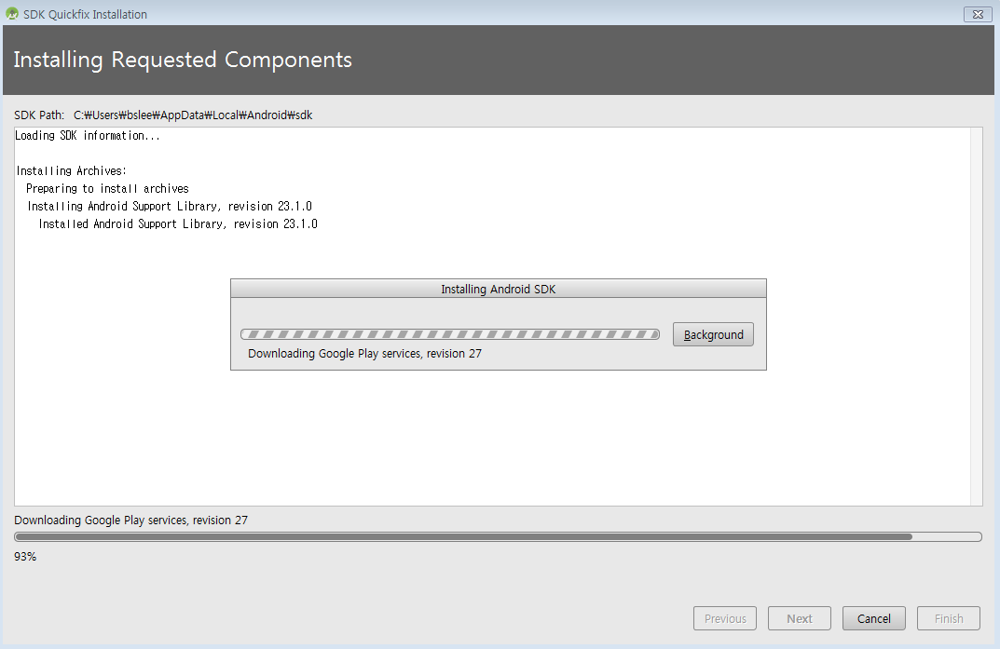 SDK Quickfix Installation
Installing Requested Components
SDK Path: C:₩Users₩bslee₩AppData₩Local₩Android₩sdk
Loading SDK information...
Installing Archives:
Preparing to install archives
Installing Android Support Library, revision 23.1.0
Installed Android Support Library, revision 23.1.0
Installing Android SDK
Background
Downloading Google Play services, revision 27
Downloading Google Play services, revision 27
93%
Previous Next Cancel Finish